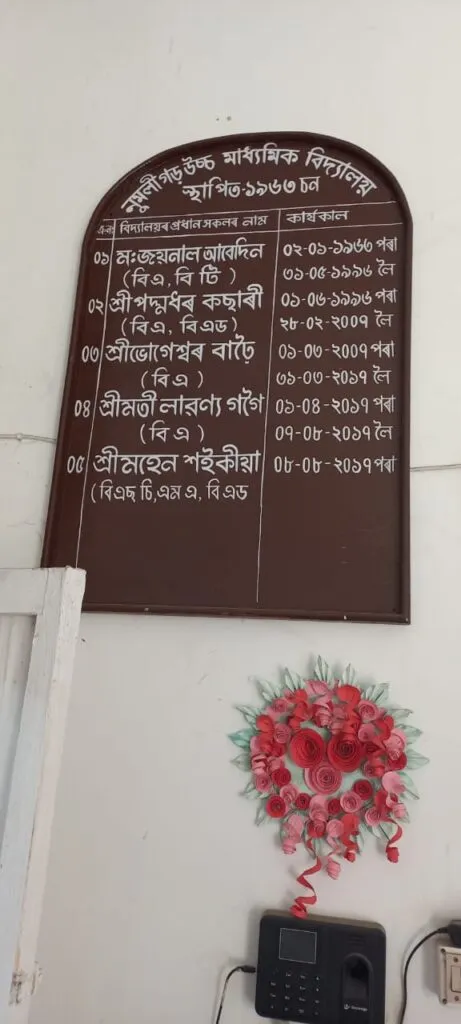 নুমলীগড় উচ্চ মাধ্যমিক বিদ্যালয়
স্থাপিত-১৯৬৩ চন
ক্ৰঃ বিদ্যালয়ৰ প্ৰধান সকলৰ নাম কাৰ্যকাল
০১ মঃ জয়নাল আবেদিন ০২-০১-১৯৬৩ পৰা
(বিএ, বি টি) ৩১-০৫-১৯৯৬ লৈ
০২ শ্ৰী পদ্মধৰ কছাৰী ০১-০৬-১৯৯৬ পৰা
(বিএ, বিএড) ২৮-০২-২০০৭ লৈ
০৩ শ্ৰীভোগেশ্বৰ বাঢ়ৈ ০১-০৩-২০০৭ পৰা
(বি এ) ৩১-০৩-২০১৭ লৈ
০৪ শ্ৰীমতী লাৱণ্য গগৈ ০১-০৪-২০১৭ পৰা
(বি এ) ০৭-০৮-২০১৭ লৈ
০৫ শ্ৰীমহেন শইকীয়া ০৮-০৮-২০১৭ পৰা
(বিএছ চি,এম এ, বি এড